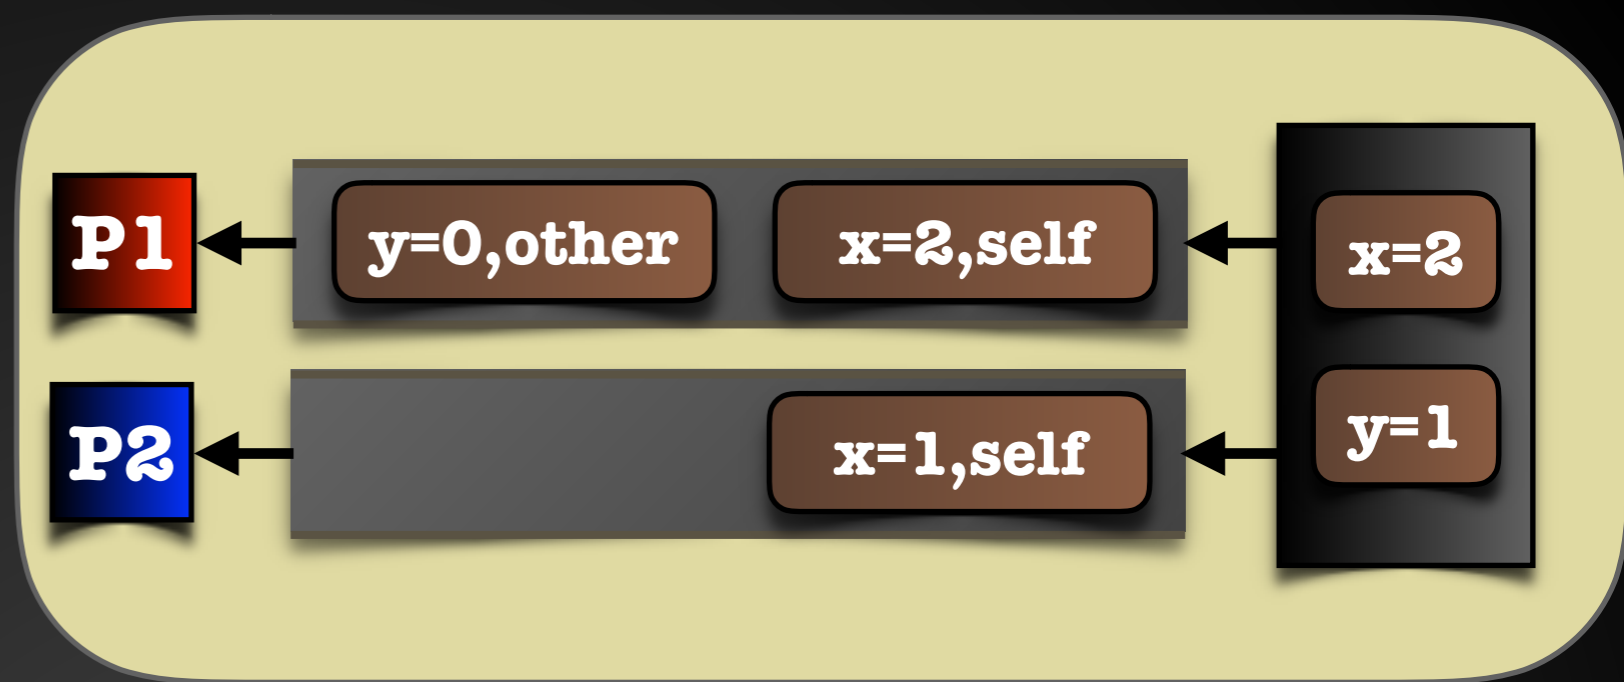 P1
y=0,other
x=2,self
x=2
P2
x=1,self
y=1